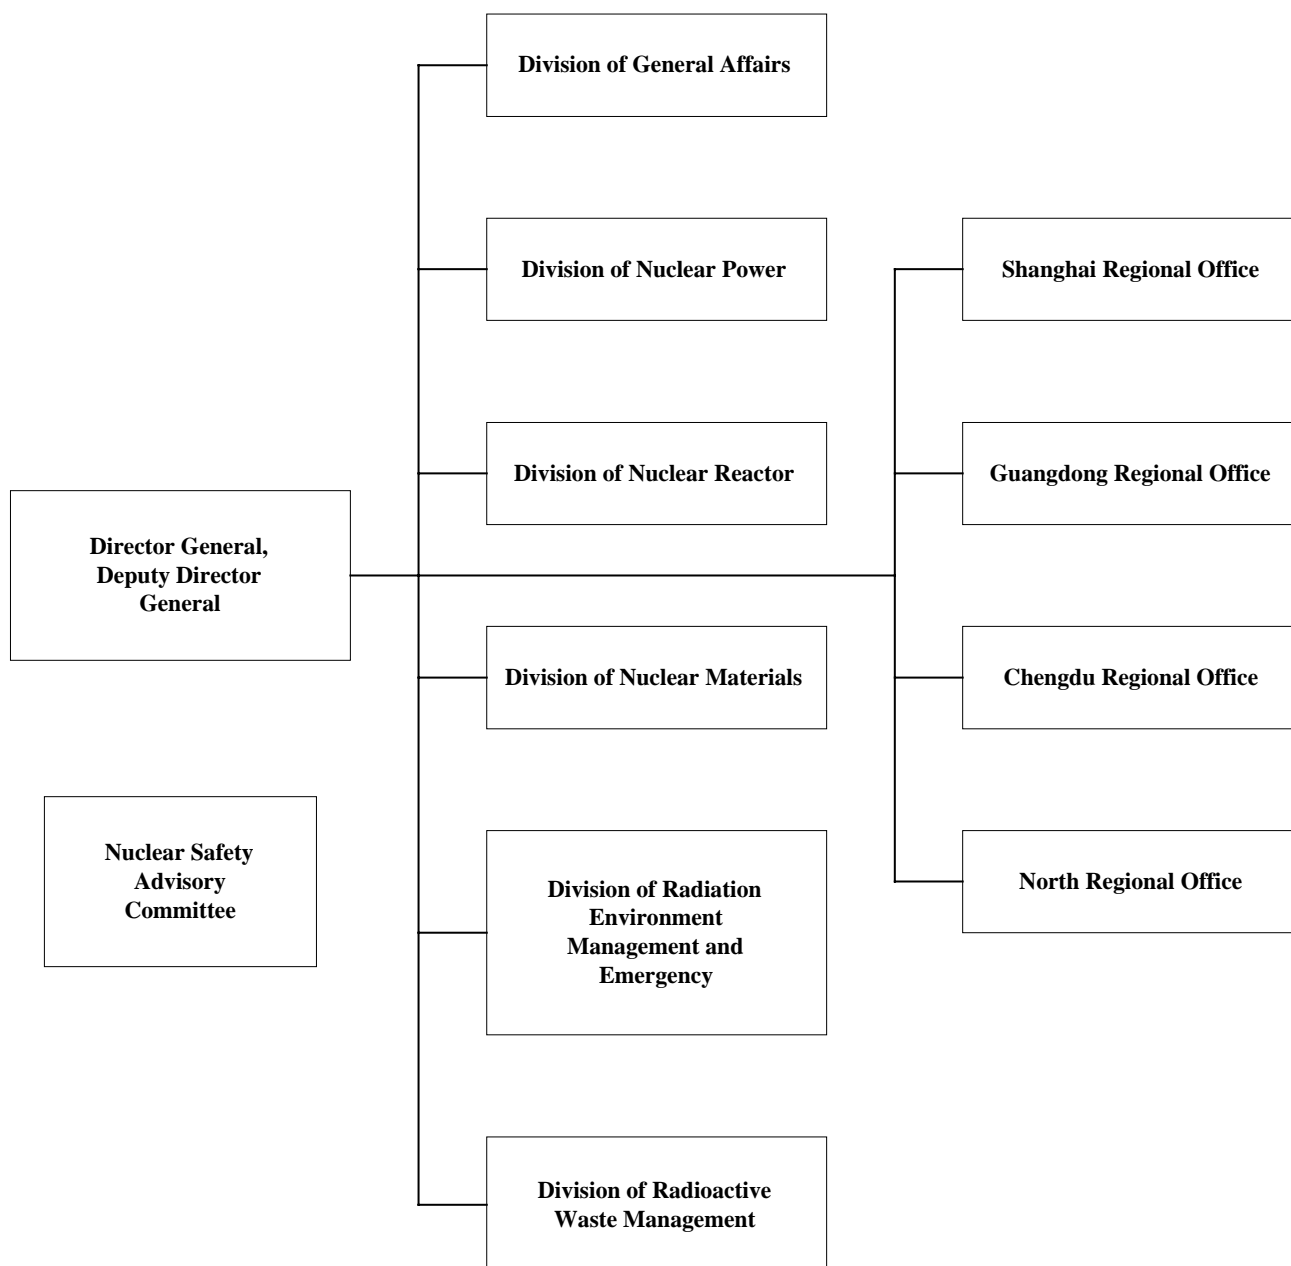 Division of General Affairs
Division of Nuclear Power
Shanghai Regional Office
Division of Nuclear Reactor
Guangdong Regional Office
Director General,
Deputy Director
General
Division of Nuclear Materials
Chengdu Regional Office
Nuclear Safety
Advisory
Committee
Division of Radiation
Environment
Management and
Emergency
North Regional Office
Division of Radioactive
Waste Management